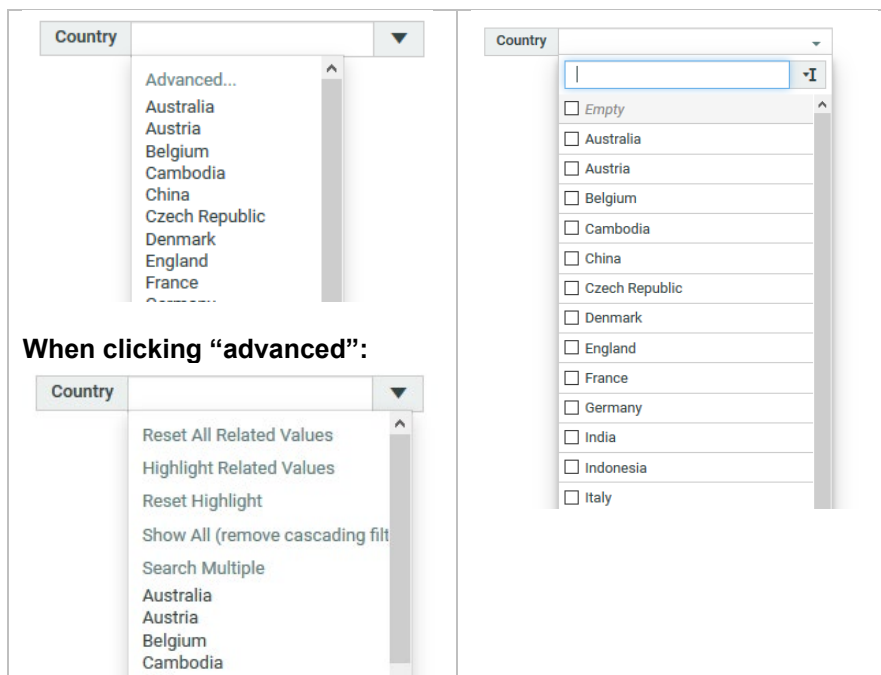 Country
Advanced...
Australia
Austria
Belgium
Cambodia
China
Czech Republic
Denmark
England
France
Germany
When clicking “advanced”:
Country
Reset All Related Values
Highlight Related Values
Reset Highlight
Show All (remove cascading filt
Search Multiple
Australia
Austria
Belgium
Cambodia
Country
Empty
Australia
Austria
Belgium
Cambodia
China
Czech Republic
Denmark
England
France
Germany
India
Indonesia
Italy